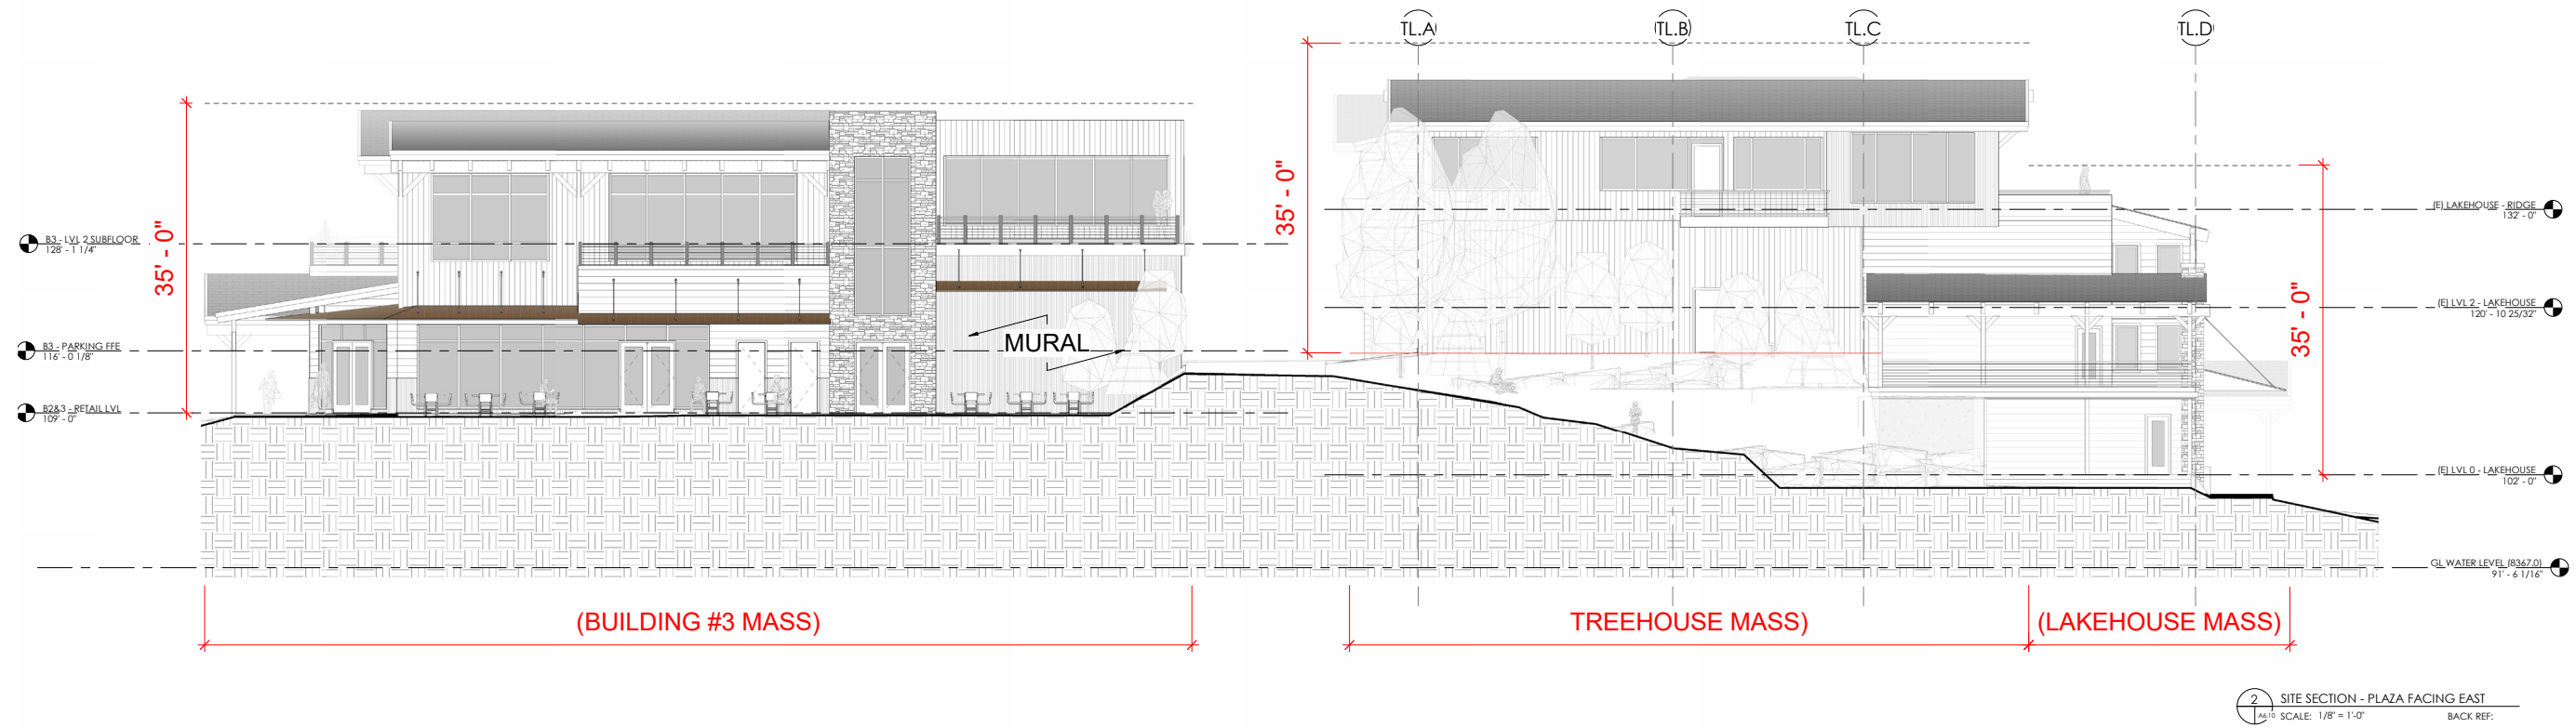 TL.A
TL.B
TL.C
TL.D
35' - 0"
35' - 0"
35' - 0"
B3 - LVL 2 SUBFLOOR
128' - 1 1/4"
B3 - PARKING FFE
116' - 0 1/8"
B2&3 - RETAIL LVL
109' - 0"
MURAL
(E) LAKEHOUSE - RIDGE
132' - 0"
(E) LVL 2 - LAKEHOUSE
120' - 10 25/32"
(E) LVL 0 - LAKEHOUSE
102' - 0"
GL WATER LEVEL (8367.0)
91' - 6 1/16"
(BUILDING #3 MASS)
TREEHOUSE MASS)
(LAKEHOUSE MASS)
2
A6.10
SITE SECTION - PLAZA FACING EAST
SCALE: 1/8" = 1'-0"
BACK REF: